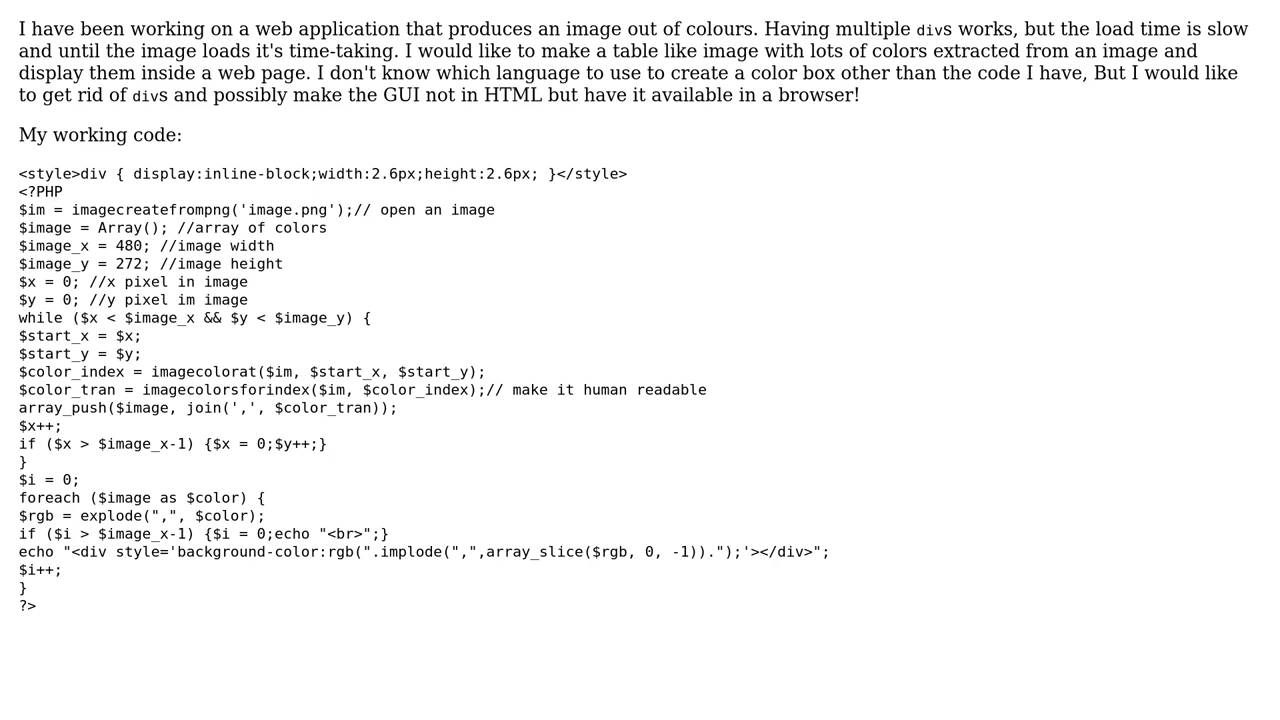 I have been working on a web application that produces an image out of colours. Having multiple divs works, but the load time is slow
and until the image loads it's time-taking. I would like to make a table like image with lots of colors extracted from an image and
display them inside a web page. I don't know which language to use to create a color box other than the code I have, But I would like
to get rid of divs and possibly make the GUI not in HTML but have it available in a browser!
My working code:
<style>div { display:inline-block;width:2.6px;height:2.6px; }</style>
<?PHP
$im = imagecreatefrompng('image.png');// open an image
$image = Array(); //array of colors
$image_x = 480; //image width
$image_y = 272; //image height
$x = 0; //x pixel in image
$y = 0; //y pixel im image
while ($x < $image_x && $y < $image_y) {
$start_x = $x;
$start_y = $y;
$color_index = imagecolorat($im, $start_x, $start_y);
$color_tran = imagecolorsforindex($im, $color_index);// make it human readable
array_push($image, join(',', $color_tran));
$x++;
if ($x > $image_x-1) {$x = 0;$y++;}
}
$i = 0;
foreach ($image as $color) {
$rgb = explode(",", $color);
if ($i > $image_x-1) {$i = 0;echo "<br>";}
echo "<div style='background-color:rgb(".implode(",",array_slice($rgb, 0, -1)).");'></div>";
$i++;
}
?>